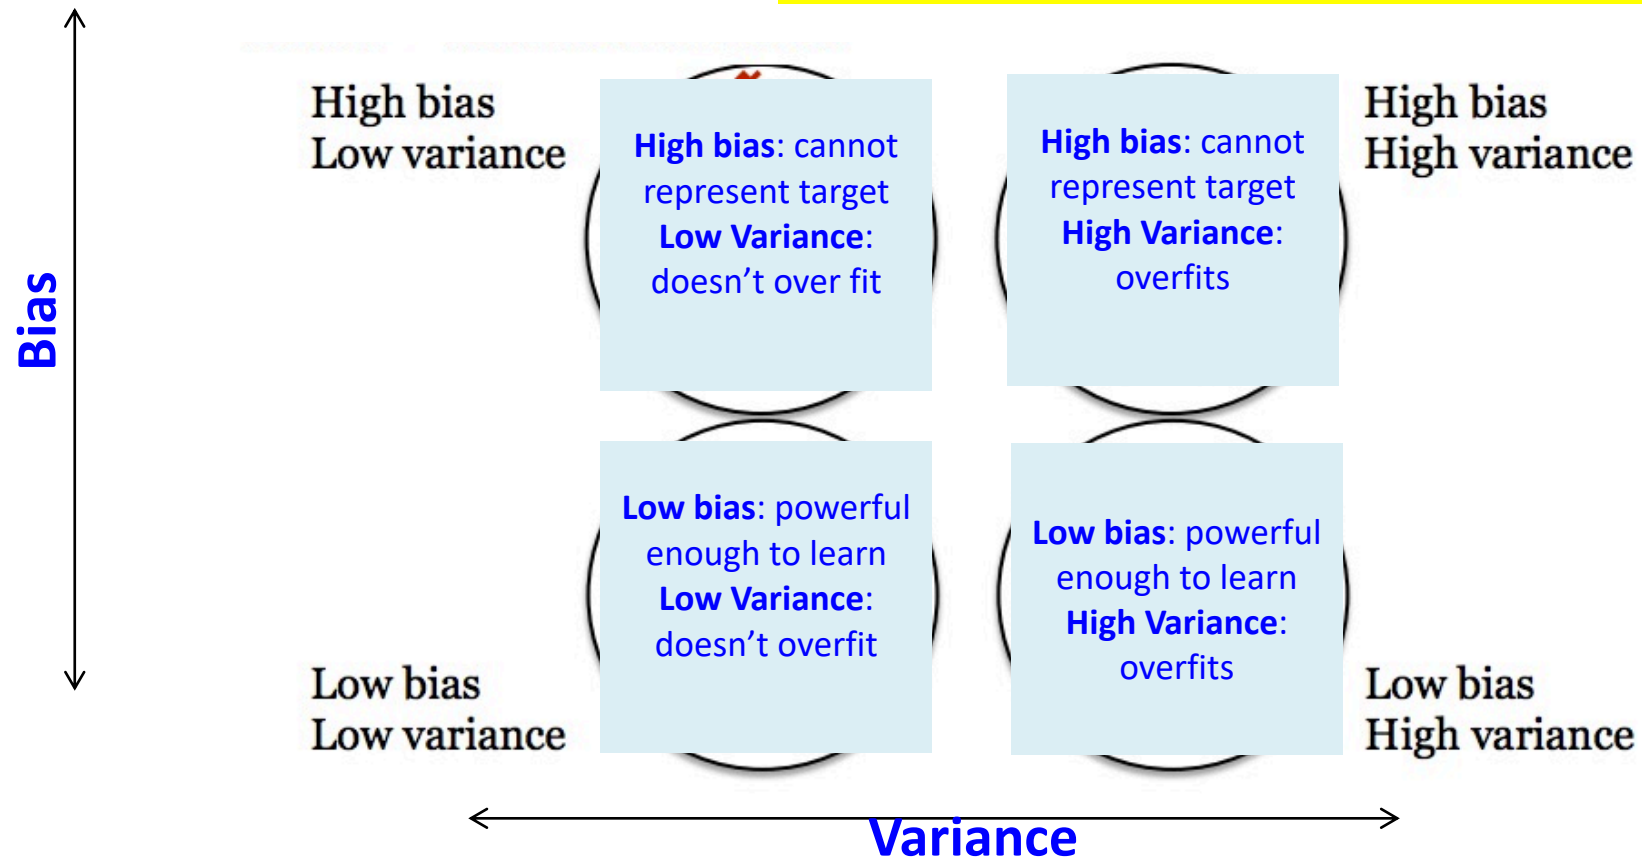 High bias
Low variance
High bias: cannot
represent target
Low Variance:
doesn’t over fit
High bias: cannot
represent target
High Variance:
overfits
High bias
High variance
Bias
Low bias: powerful
enough to learn
Low Variance:
doesn’t overfit
Low bias: powerful
enough to learn
High Variance:
overfits
Low bias
Low variance
Low bias
High variance
Variance